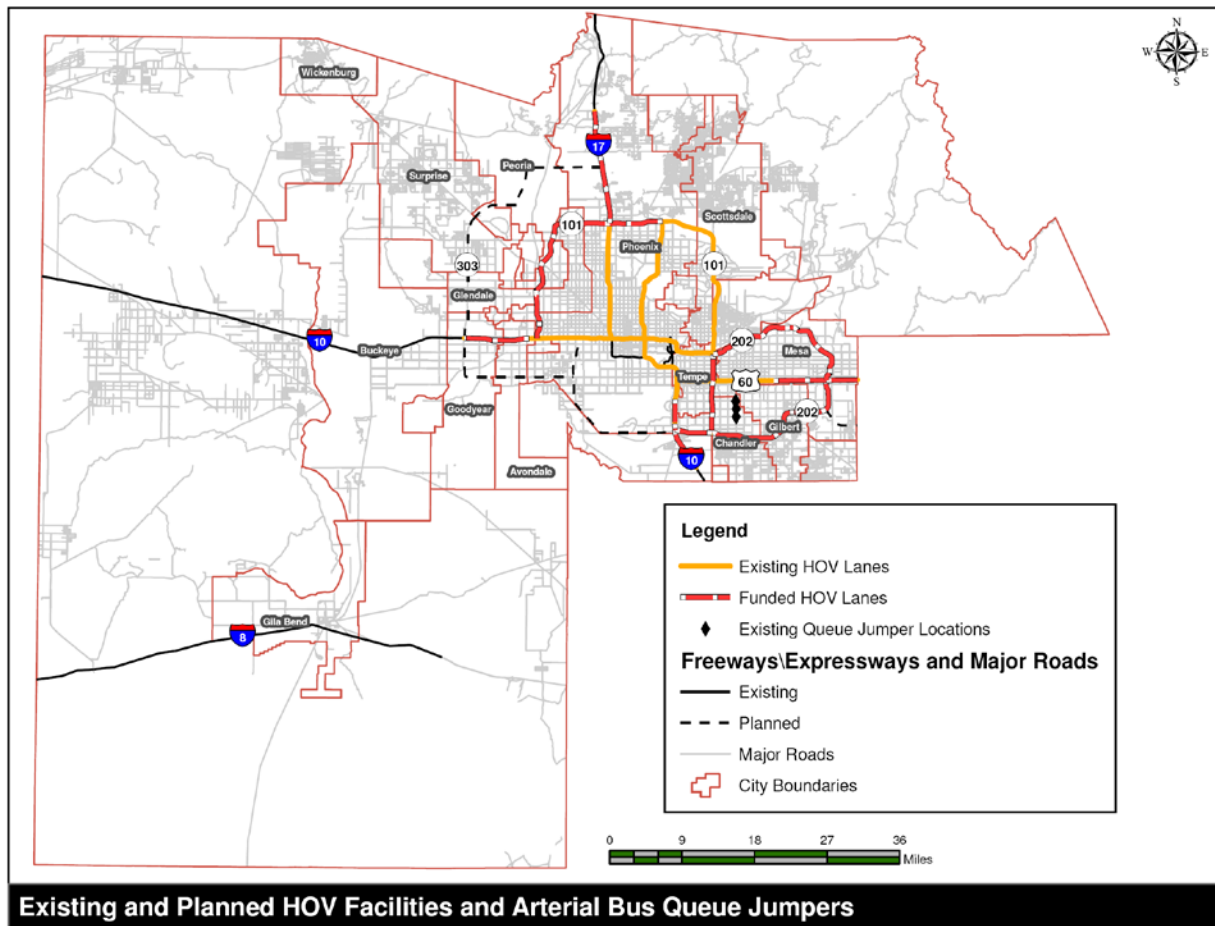 N
W E
S
Wickenburg
17
Peoria
Surprise
Scottsdale
101
Phoenix
303
101
Glendale
10
Buckeye
202
Mesa
Tempe
60
Goodyear
202
Gilbert
Chandler
10
Avondale
Gila Bend
8
Legend
Existing HOV Lanes
Funded HOV Lanes
Existing Queue Jumper Locations
Freeways\Expressways and Major Roads
Existing
Planned
Major Roads
City Boundaries
0 9 18 27 36
Miles
Existing and Planned HOV Facilities and Arterial Bus Queue Jumpers